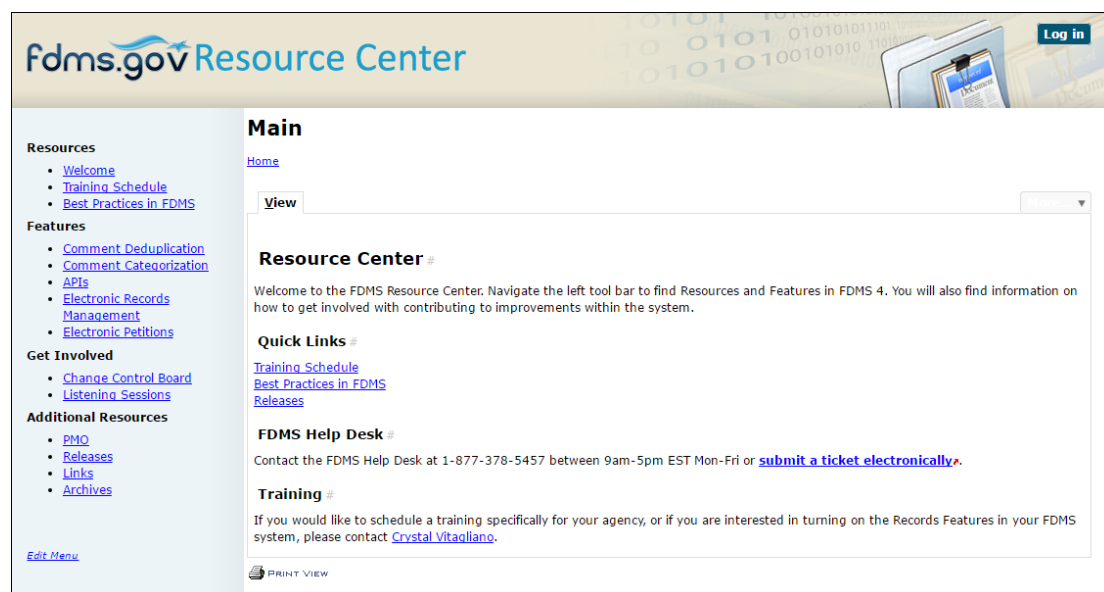 fdms.gov Resource Center
Log in
Resources
Welcome
Training Schedule
Best Practices in FDMS
Features
Comment Deduplication
Comment Categorization
APIs
Electronic Records
Management
Electronic Petitions
Get Involved
Change Control Board
Listening Sessions
Additional Resources
PMO
Releases
Links
Archives
Edit Menu
Main
Home
View
More... ▼
Resource Center #
Welcome to the FDMS Resource Center. Navigate the left tool bar to find Resources and Features in FDMS 4. You will also find information on
how to get involved with contributing to improvements within the system.
Quick Links #
Training Schedule
Best Practices in FDMS
Releases
FDMS Help Desk #
Contact the FDMS Help Desk at 1-877-378-5457 between 9am-5pm EST Mon-Fri or submit a ticket electronically.
Training #
If you would like to schedule a training specifically for your agency, or if you are interested in turning on the Records Features in your FDMS
system, please contact Crystal Vitagliano.
Print View